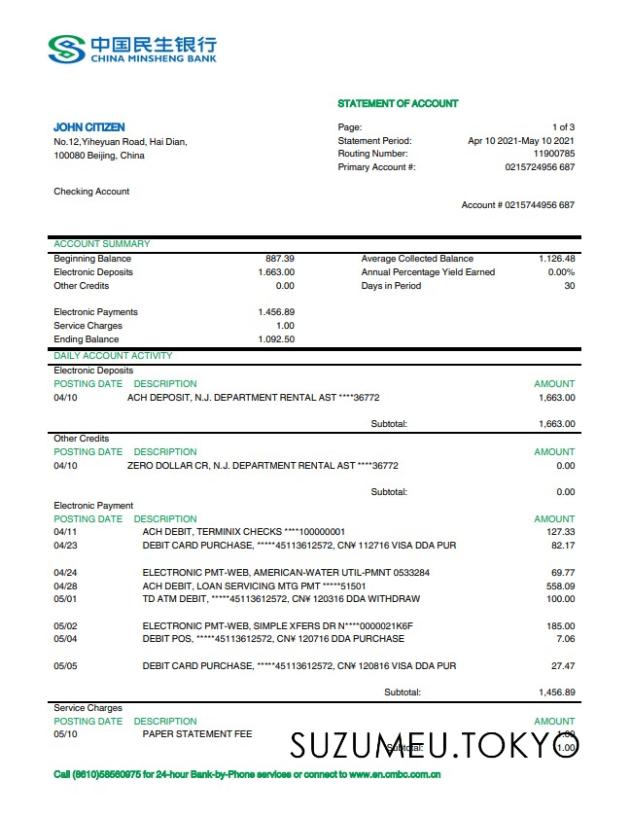 中国民生银行
CHINA MINSHENG BANK
STATEMENT OF ACCOUNT
JOHN CITIZEN
No.12,Yiheyuan Road, Hai Dian,
100080 Beijing, China
Page: 1 of 3
Statement Period: Apr 10 2021-May 10 2021
Routing Number: 11900785
Primary Account #: 0215724956 687
Checking Account
Account # 0215744956 687
ACCOUNT SUMMARY
Beginning Balance 887.39 Average Collected Balance 1.126.48
Electronic Deposits 1.663.00 Annual Percentage Yield Earned 0.00%
Other Credits 0.00 Days in Period 30
Electronic Payments 1.456.89
Service Charges 1.00
Ending Balance 1.092.50
DAILY ACCOUNT ACTIVITY
Electronic Deposits
POSTING DATE DESCRIPTION AMOUNT
04/10 ACH DEPOSIT, N.J. DEPARTMENT RENTAL AST ****36772 1,663.00
Subtotal: 1,663.00
Other Credits
POSTING DATE DESCRIPTION AMOUNT
04/10 ZERO DOLLAR CR, N.J. DEPARTMENT RENTAL AST ****36772 0.00
Subtotal: 0.00
Electronic Payment
POSTING DATE DESCRIPTION AMOUNT
04/11 ACH DEBIT, TERMINIX CHECKS ****100000001 127.33
04/23 DEBIT CARD PURCHASE, *****45113612572, CN¥ 112716 VISA DDA PUR 82.17
04/24 ELECTRONIC PMT-WEB, AMERICAN-WATER UTIL-PMNT 0533284 69.77
04/28 ACH DEBIT, LOAN SERVICING MTG PMT *****51501 558.09
05/01 TD ATM DEBIT, *****45113612572, CN¥ 120316 DDA WITHDRAW 100.00
05/02 ELECTRONIC PMT-WEB, SIMPLE XFERS DR N****0000021K6F 185.00
05/04 DEBIT POS, *****45113612572, CN¥ 120716 DDA PURCHASE 7.06
05/05 DEBIT CARD PURCHASE, *****45113612572, CN¥ 120816 VISA DDA PUR 27.47
Subtotal: 1,456.89
Service Charges
POSTING DATE DESCRIPTION AMOUNT
05/10 PAPER STATEMENT FEE 1.00
Subtotal: 1.00
SUZUMEU.TOKYO
Call (8610)58560975 for 24-hour Bank-by-Phone services or connect to www.en.cmbc.com.cn